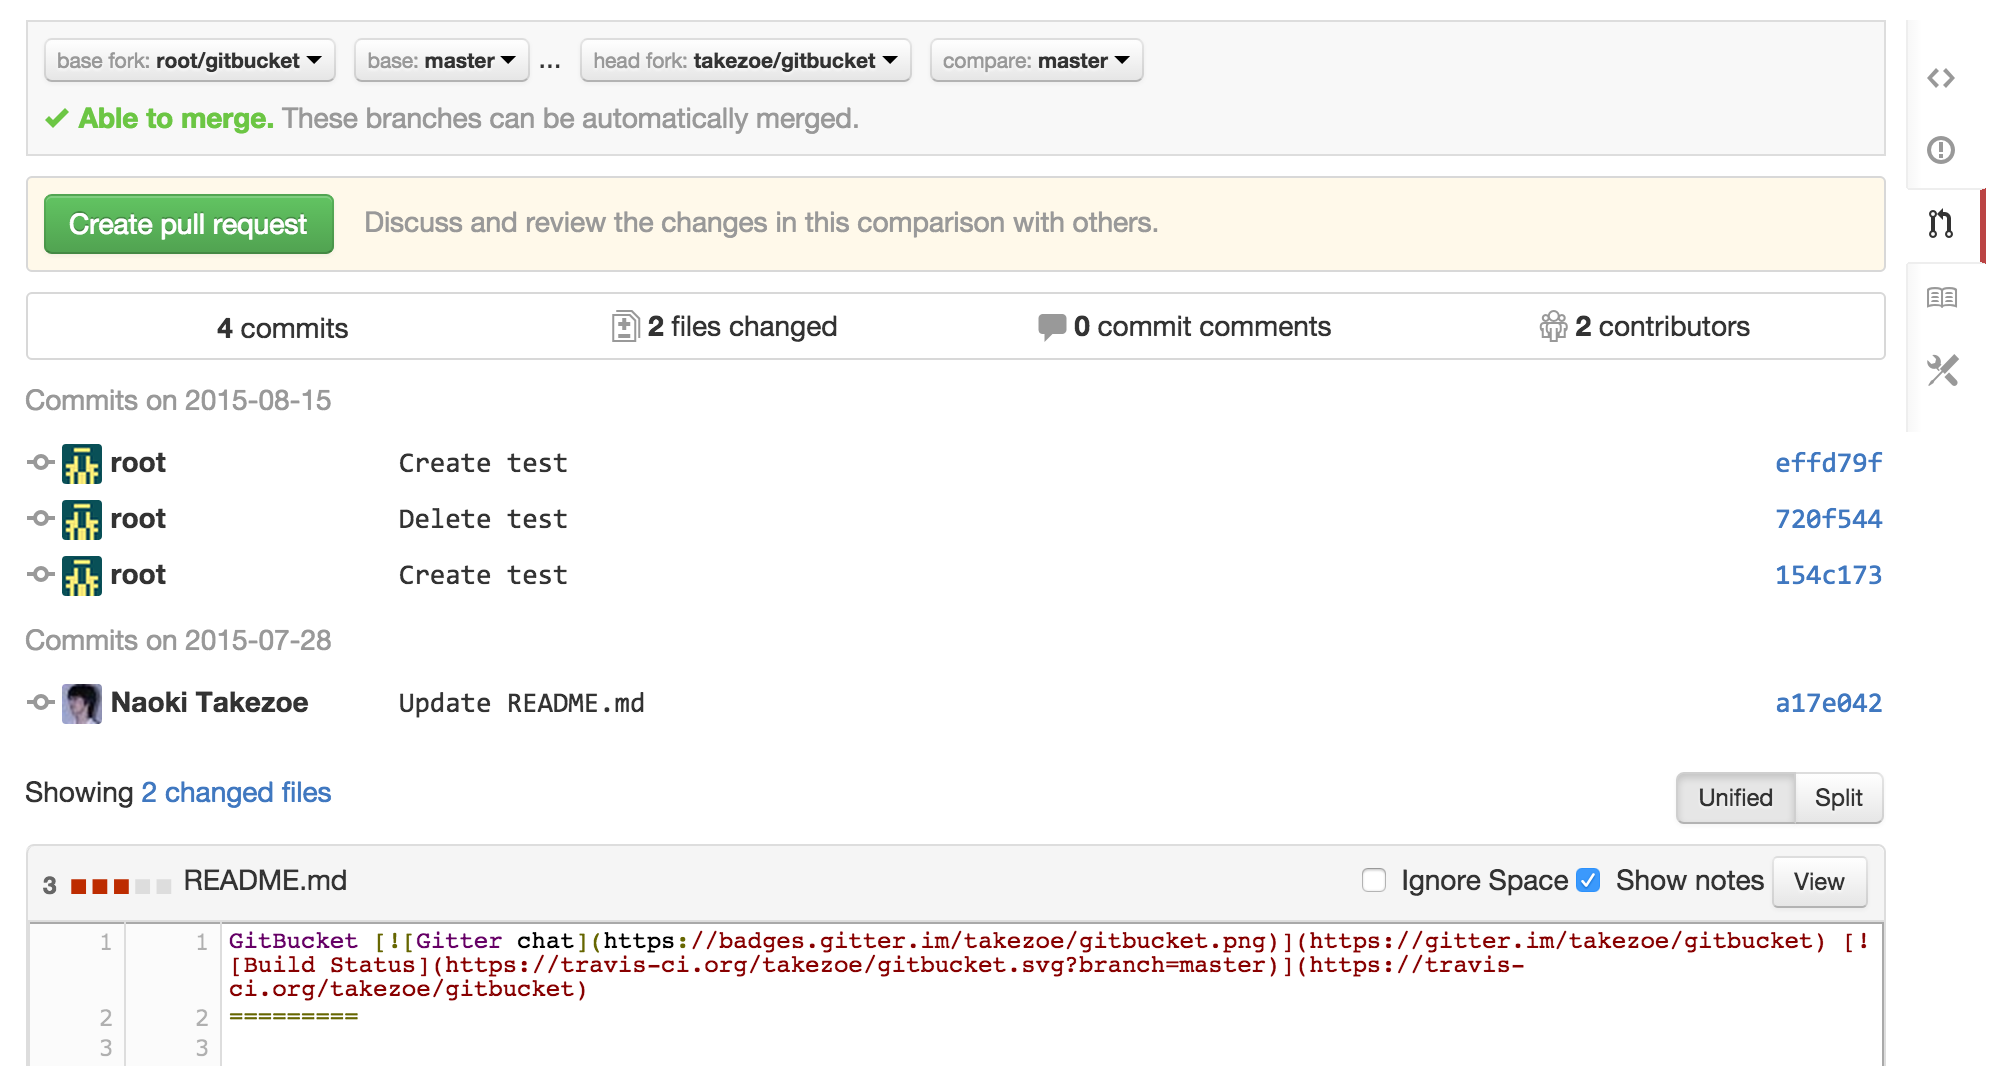 base fork: root/gitbucket base: master ... head fork: takezoe/gitbucket compare: master
Able to merge. These branches can be automatically merged.
Create pull request Discuss and review the changes in this comparison with others.
4 commits 2 files changed 0 commit comments 2 contributors
Commits on 2015-08-15
root Create test effd79f
root Delete test 720f544
root Create test 154c173
Commits on 2015-07-28
Naoki Takezoe Update README.md a17e042
Showing 2 changed files Unified Split
3 README.md Ignore Space Show notes View
1 1 GitBucket [![Gitter chat](https://badges.gitter.im/takezoe/gitbucket.png)](https://gitter.im/takezoe/gitbucket) [!
[Build Status](https://travis-ci.org/takezoe/gitbucket.svg?branch=master)](https://travis-
ci.org/takezoe/gitbucket)
2 2 =========
3 3